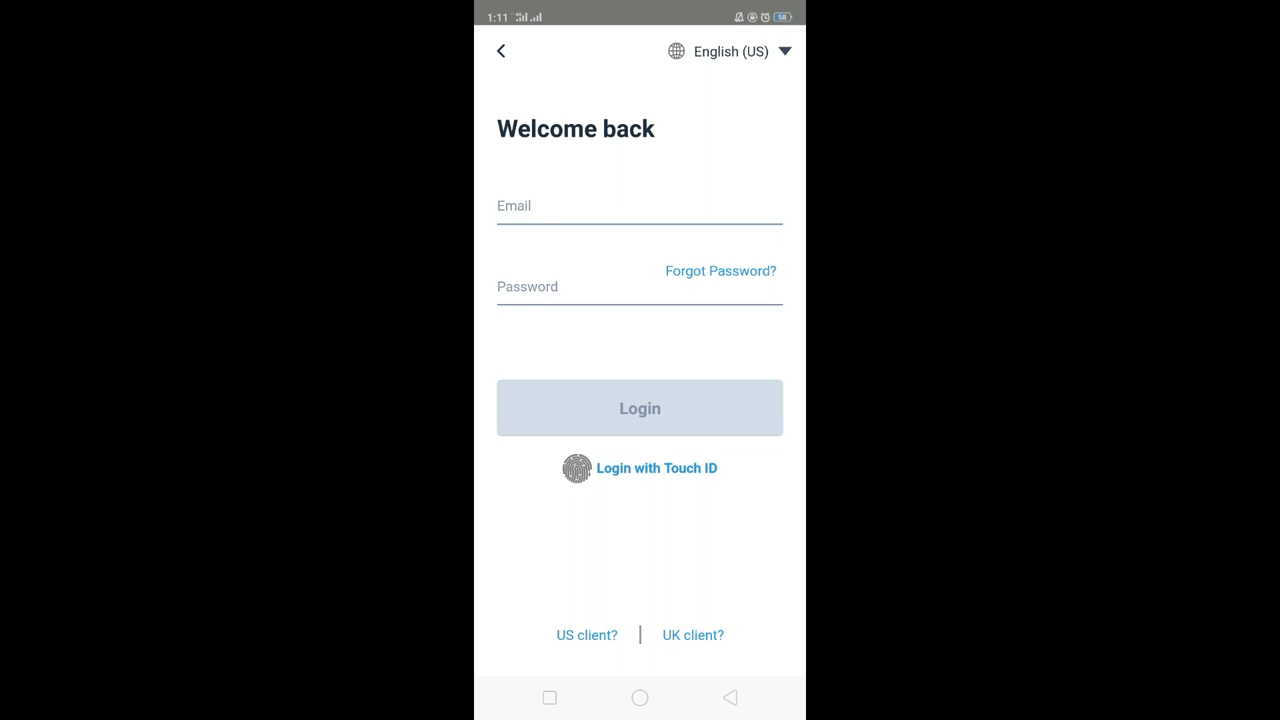 1:11 58
English (US)
Welcome back
Email
Forgot Password?
Password
Login
Login with Touch ID
US client? | UK client?